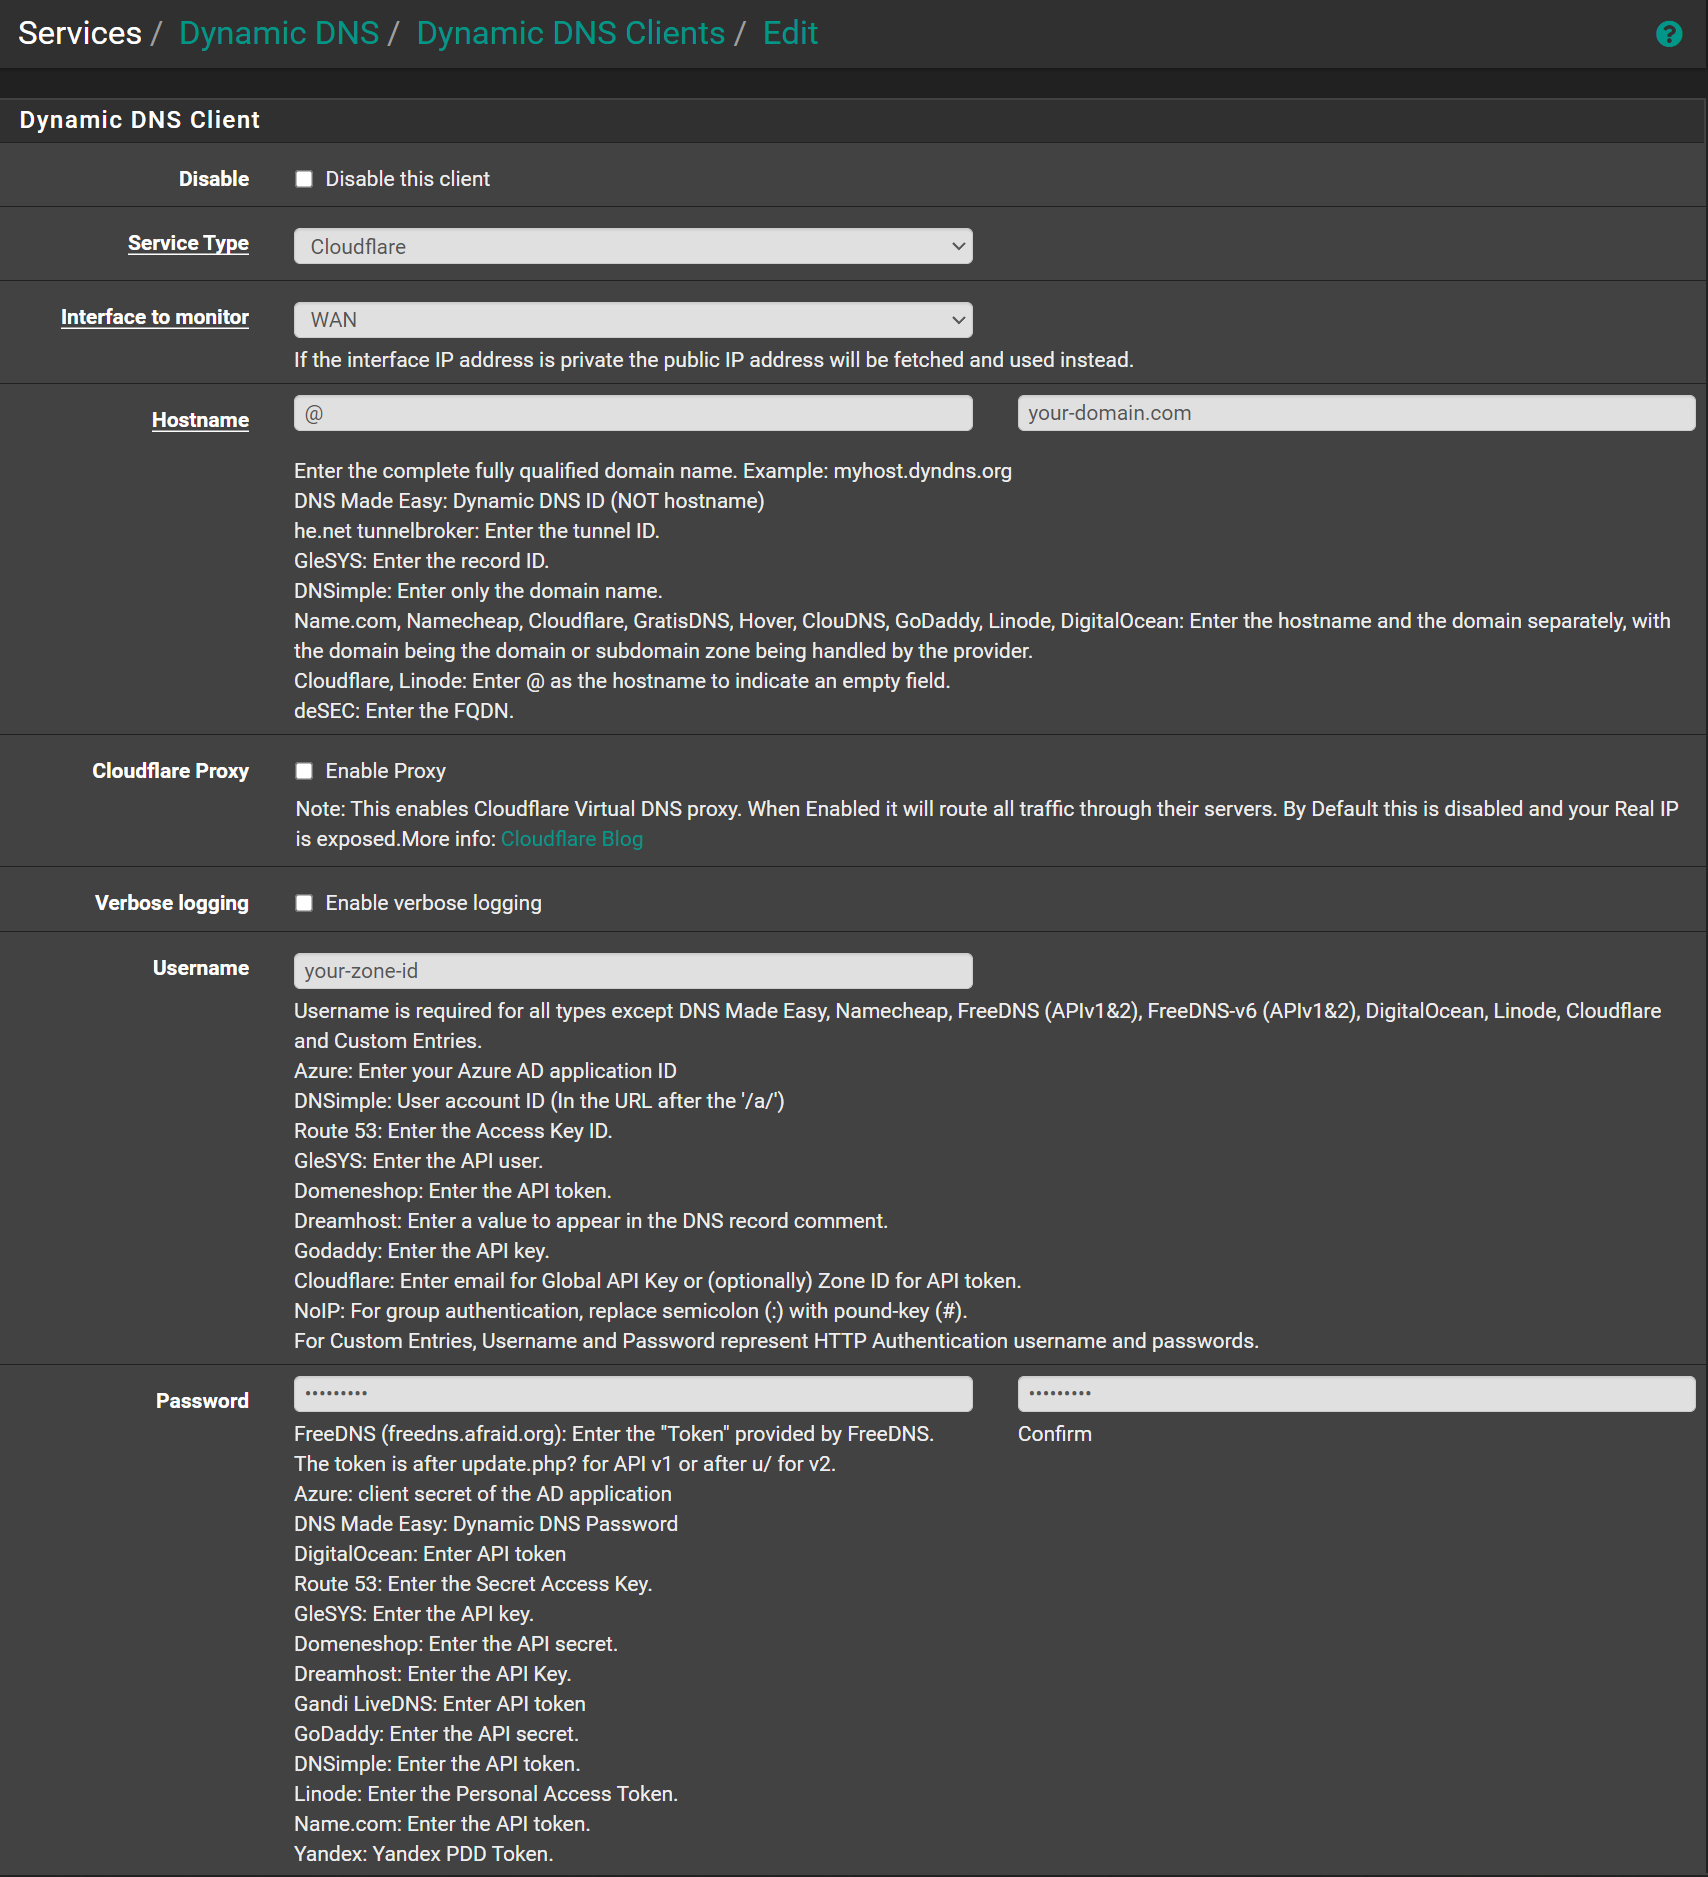 Services / Dynamic DNS / Dynamic DNS Clients / Edit
?
Dynamic DNS Client
Disable
Disable this client
Service Type
Cloudflare
Interface to monitor
WAN
If the interface IP address is private the public IP address will be fetched and used instead.
Hostname
@
your-domain.com
Enter the complete fully qualified domain name. Example: myhost.dyndns.org
DNS Made Easy: Dynamic DNS ID (NOT hostname)
he.net tunnelbroker: Enter the tunnel ID.
GleSYS: Enter the record ID.
DNSimple: Enter only the domain name.
Name.com, Namecheap, Cloudflare, GratisDNS, Hover, ClouDNS, GoDaddy, Linode, DigitalOcean: Enter the hostname and the domain separately, with
the domain being the domain or subdomain zone being handled by the provider.
Cloudflare, Linode: Enter @ as the hostname to indicate an empty field.
deSEC: Enter the FQDN.
Cloudflare Proxy
Enable Proxy
Note: This enables Cloudflare Virtual DNS proxy. When Enabled it will route all traffic through their servers. By Default this is disabled and your Real IP
is exposed.More info: Cloudflare Blog
Verbose logging
Enable verbose logging
Username
your-zone-id
Username is required for all types except DNS Made Easy, Namecheap, FreeDNS (APIv1&2), FreeDNS-v6 (APIv1&2), DigitalOcean, Linode, Cloudflare
and Custom Entries.
Azure: Enter your Azure AD application ID
DNSimple: User account ID (In the URL after the '/a/')
Route 53: Enter the Access Key ID.
GleSYS: Enter the API user.
Domeneshop: Enter the API token.
Dreamhost: Enter a value to appear in the DNS record comment.
Godaddy: Enter the API key.
Cloudflare: Enter email for Global API Key or (optionally) Zone ID for API token.
NoIP: For group authentication, replace semicolon (:) with pound-key (#).
For Custom Entries, Username and Password represent HTTP Authentication username and passwords.
Password
•••••••••
•••••••••
FreeDNS (freedns.afraid.org): Enter the "Token" provided by FreeDNS.
Confirm
The token is after update.php? for API v1 or after u/ for v2.
Azure: client secret of the AD application
DNS Made Easy: Dynamic DNS Password
DigitalOcean: Enter API token
Route 53: Enter the Secret Access Key.
GleSYS: Enter the API key.
Domeneshop: Enter the API secret.
Dreamhost: Enter the API Key.
Gandi LiveDNS: Enter API token
GoDaddy: Enter the API secret.
DNSimple: Enter the API token.
Linode: Enter the Personal Access Token.
Name.com: Enter the API token.
Yandex: Yandex PDD Token.